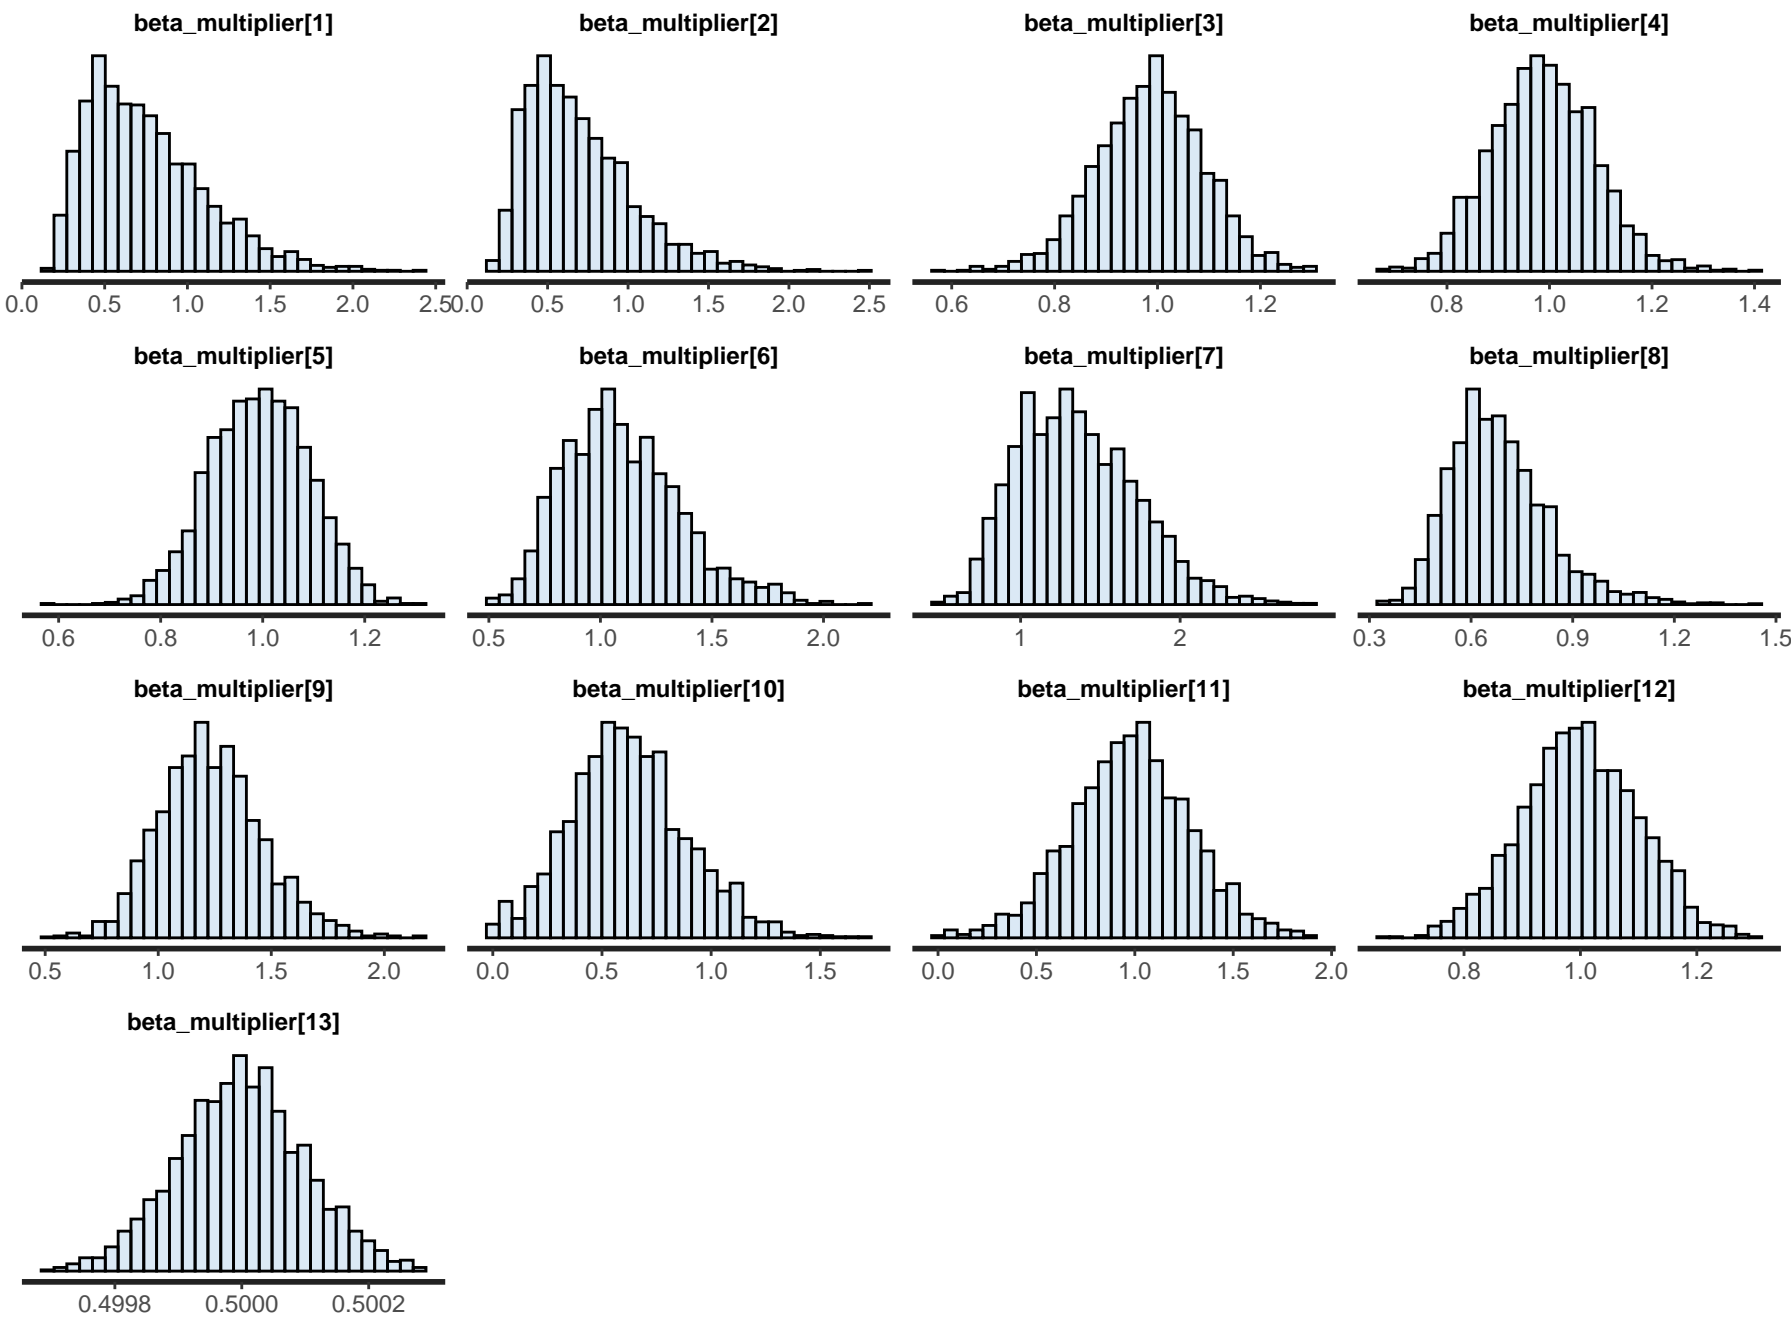 beta_multiplier[1] beta_multiplier[2] beta_multiplier[3] beta_multiplier[4]
0.0 0.5 1.0 1.5 2.0 2.5 0.0 0.5 1.0 1.5 2.0 2.5 0.6 0.8 1.0 1.2 0.8 1.0 1.2 1.4
beta_multiplier[5] beta_multiplier[6] beta_multiplier[7] beta_multiplier[8]
0.6 0.8 1.0 1.2 0.5 1.0 1.5 2.0 1 2 0.3 0.6 0.9 1.2 1.5
beta_multiplier[9] beta_multiplier[10] beta_multiplier[11] beta_multiplier[12]
0.5 1.0 1.5 2.0 0.0 0.5 1.0 1.5 0.0 0.5 1.0 1.5 2.0 0.8 1.0 1.2
beta_multiplier[13]
0.4998 0.5000 0.5002